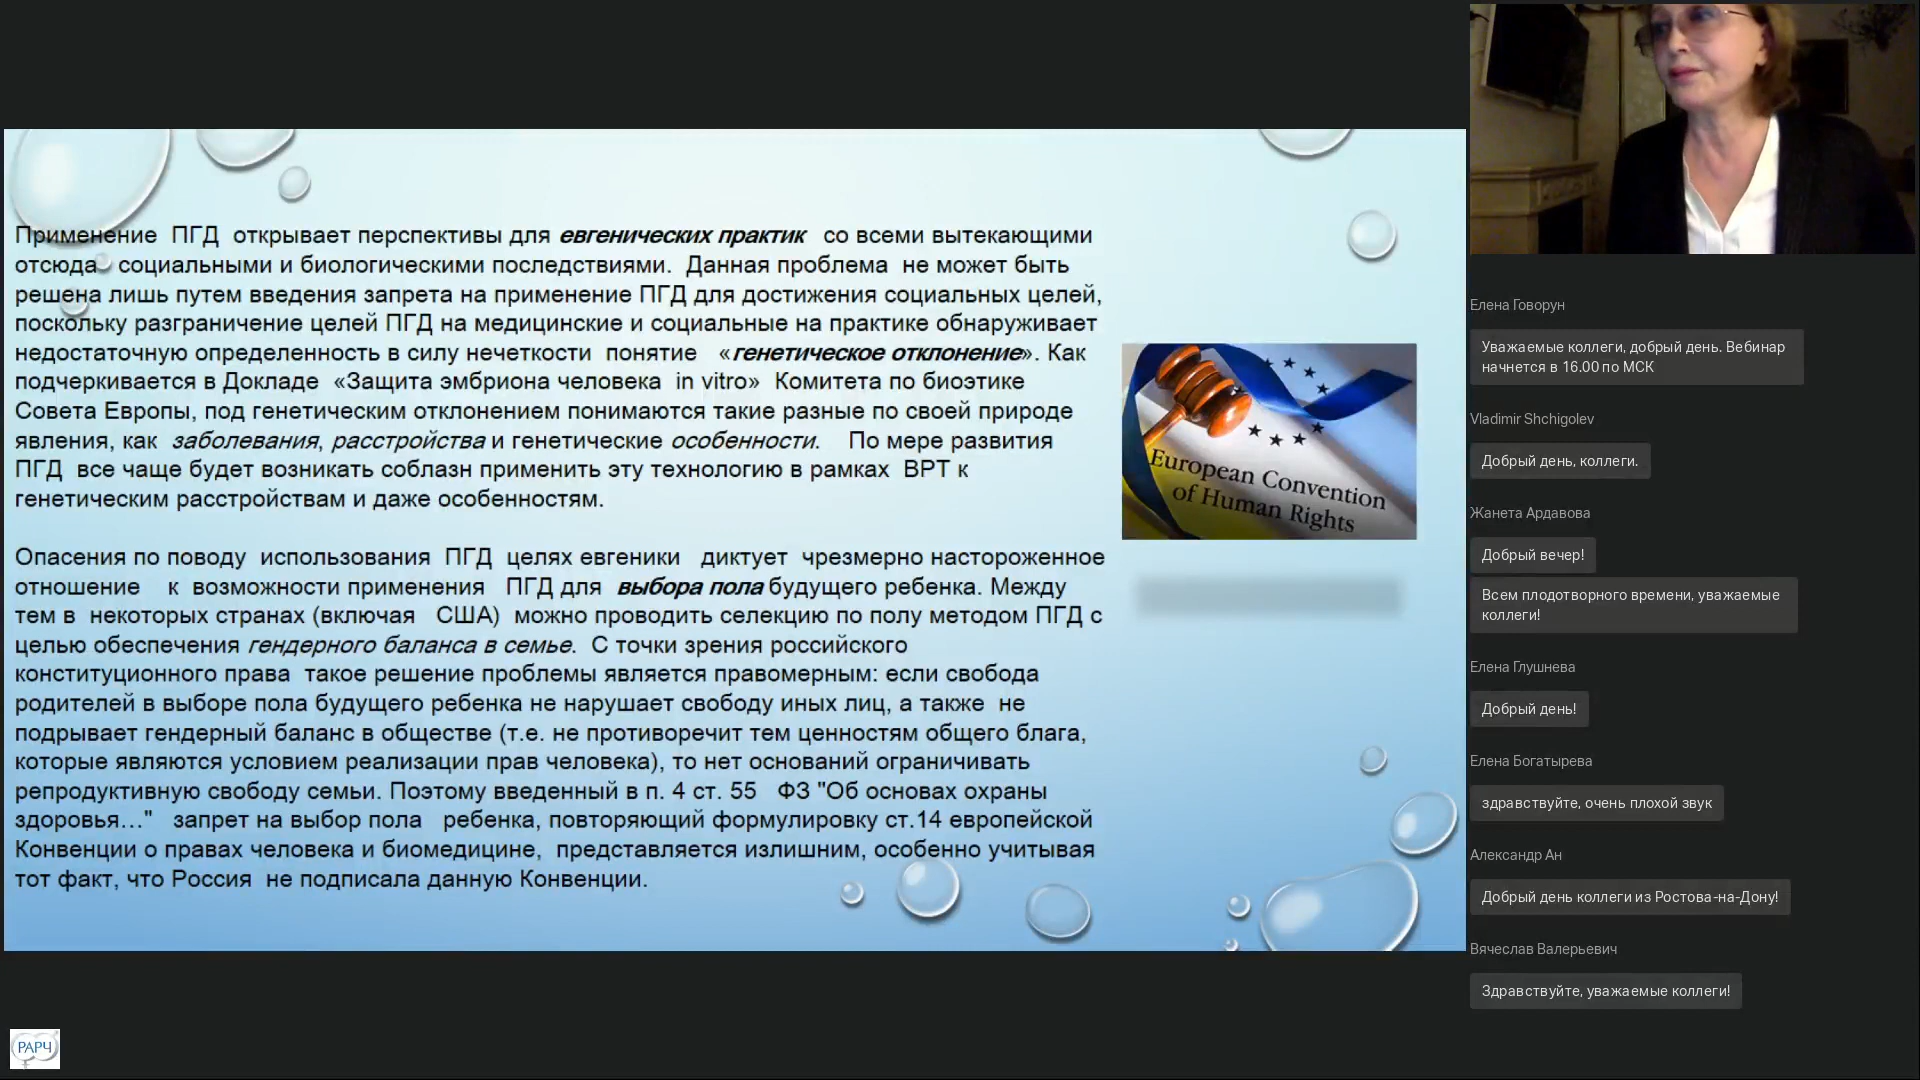 Применение ПГД открывает перспективы для евгенических практик со всеми вытекающими
отсюда социальными и биологическими последствиями. Данная проблема не может быть
решена лишь путем введения запрета на применение ПГД для достижения социальных целей,
поскольку разграничение целей ПГД на медицинские и социальные на практике обнаруживает
недостаточную определенность в силу нечеткости понятие «генетическое отклонение». Как
подчеркивается в Докладе «Защита эмбриона человека in vitro» Комитета по биоэтике
Совета Европы, под генетическим отклонением понимаются такие разные по своей природе
явления, как заболевания, расстройства и генетические особенности. По мере развития
ПГД все чаще будет возникать соблазн применить эту технологию в рамках ВРТ к
генетическим расстройствам и даже особенностям.
Опасения по поводу использования ПГД целях евгеники диктует чрезмерно настороженное
отношение к возможности применения ПГД для выбора пола будущего ребенка. Между
тем в некоторых странах (включая США) можно проводить селекцию по полу методом ПГД с
целью обеспечения гендерного баланса в семье. С точки зрения российского
конституционного права такое решение проблемы является правомерным: если свобода
родителей в выборе пола будущего ребенка не нарушает свободу иных лиц, а также не
подрывает гендерный баланс в обществе (т.е. не противоречит тем ценностям общего блага,
которые являются условием реализации прав человека), то нет оснований ограничивать
репродуктивную свободу семьи. Поэтому введенный в п. 4 ст. 55 ФЗ "Об основах охраны
здоровья…" запрет на выбор пола ребенка, повторяющий формулировку ст.14 европейской
Конвенции о правах человека и биомедицине, представляется излишним, особенно учитывая
тот факт, что Россия не подписала данную Конвенции.
European Convention
of Human Rights
Елена Говорун
Уважаемые коллеги, добрый день. Вебинар
начнется в 16.00 по МСК
Vladimir Shchigolev
Добрый день, коллеги.
Жанета Ардавова
Добрый вечер!
Всем плодотворного времени, уважаемые
коллеги!
Елена Глушнева
Добрый день!
Елена Богатырева
здравствуйте, очень плохой звук
Александр Ан
Добрый день коллеги из Ростова-на-Дону!
Вячеслав Валерьевич
Здравствуйте, уважаемые коллеги!
РАРЧ